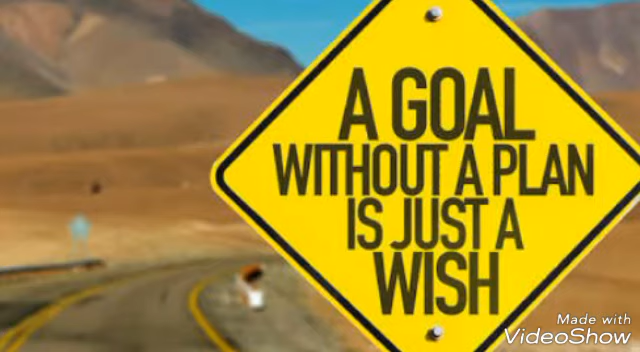 A GOAL
WITHOUT A PLAN
IS JUST A
WISH
Made with
VideoShow